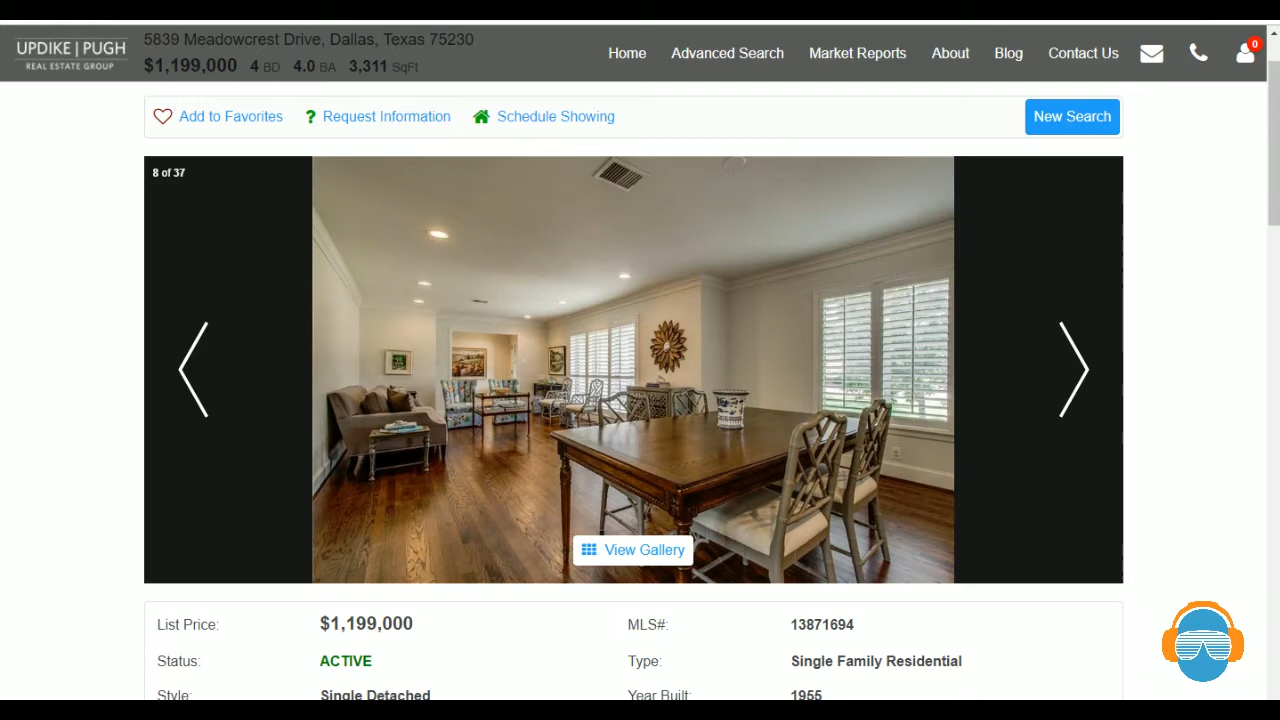 UPDIKE | PUGH
REAL ESTATE GROUP
5839 Meadowcrest Drive, Dallas, Texas 75230
$1,199,000 4 BD 4.0 BA 3,311 SqFt
Home Advanced Search Market Reports About Blog Contact Us 0
Add to Favorites ? Request Information Schedule Showing New Search
8 of 37
View Gallery
List Price: $1,199,000 MLS#: 13871694
Status: ACTIVE Type: Single Family Residential
Style: Single Detached Year Built: 1955